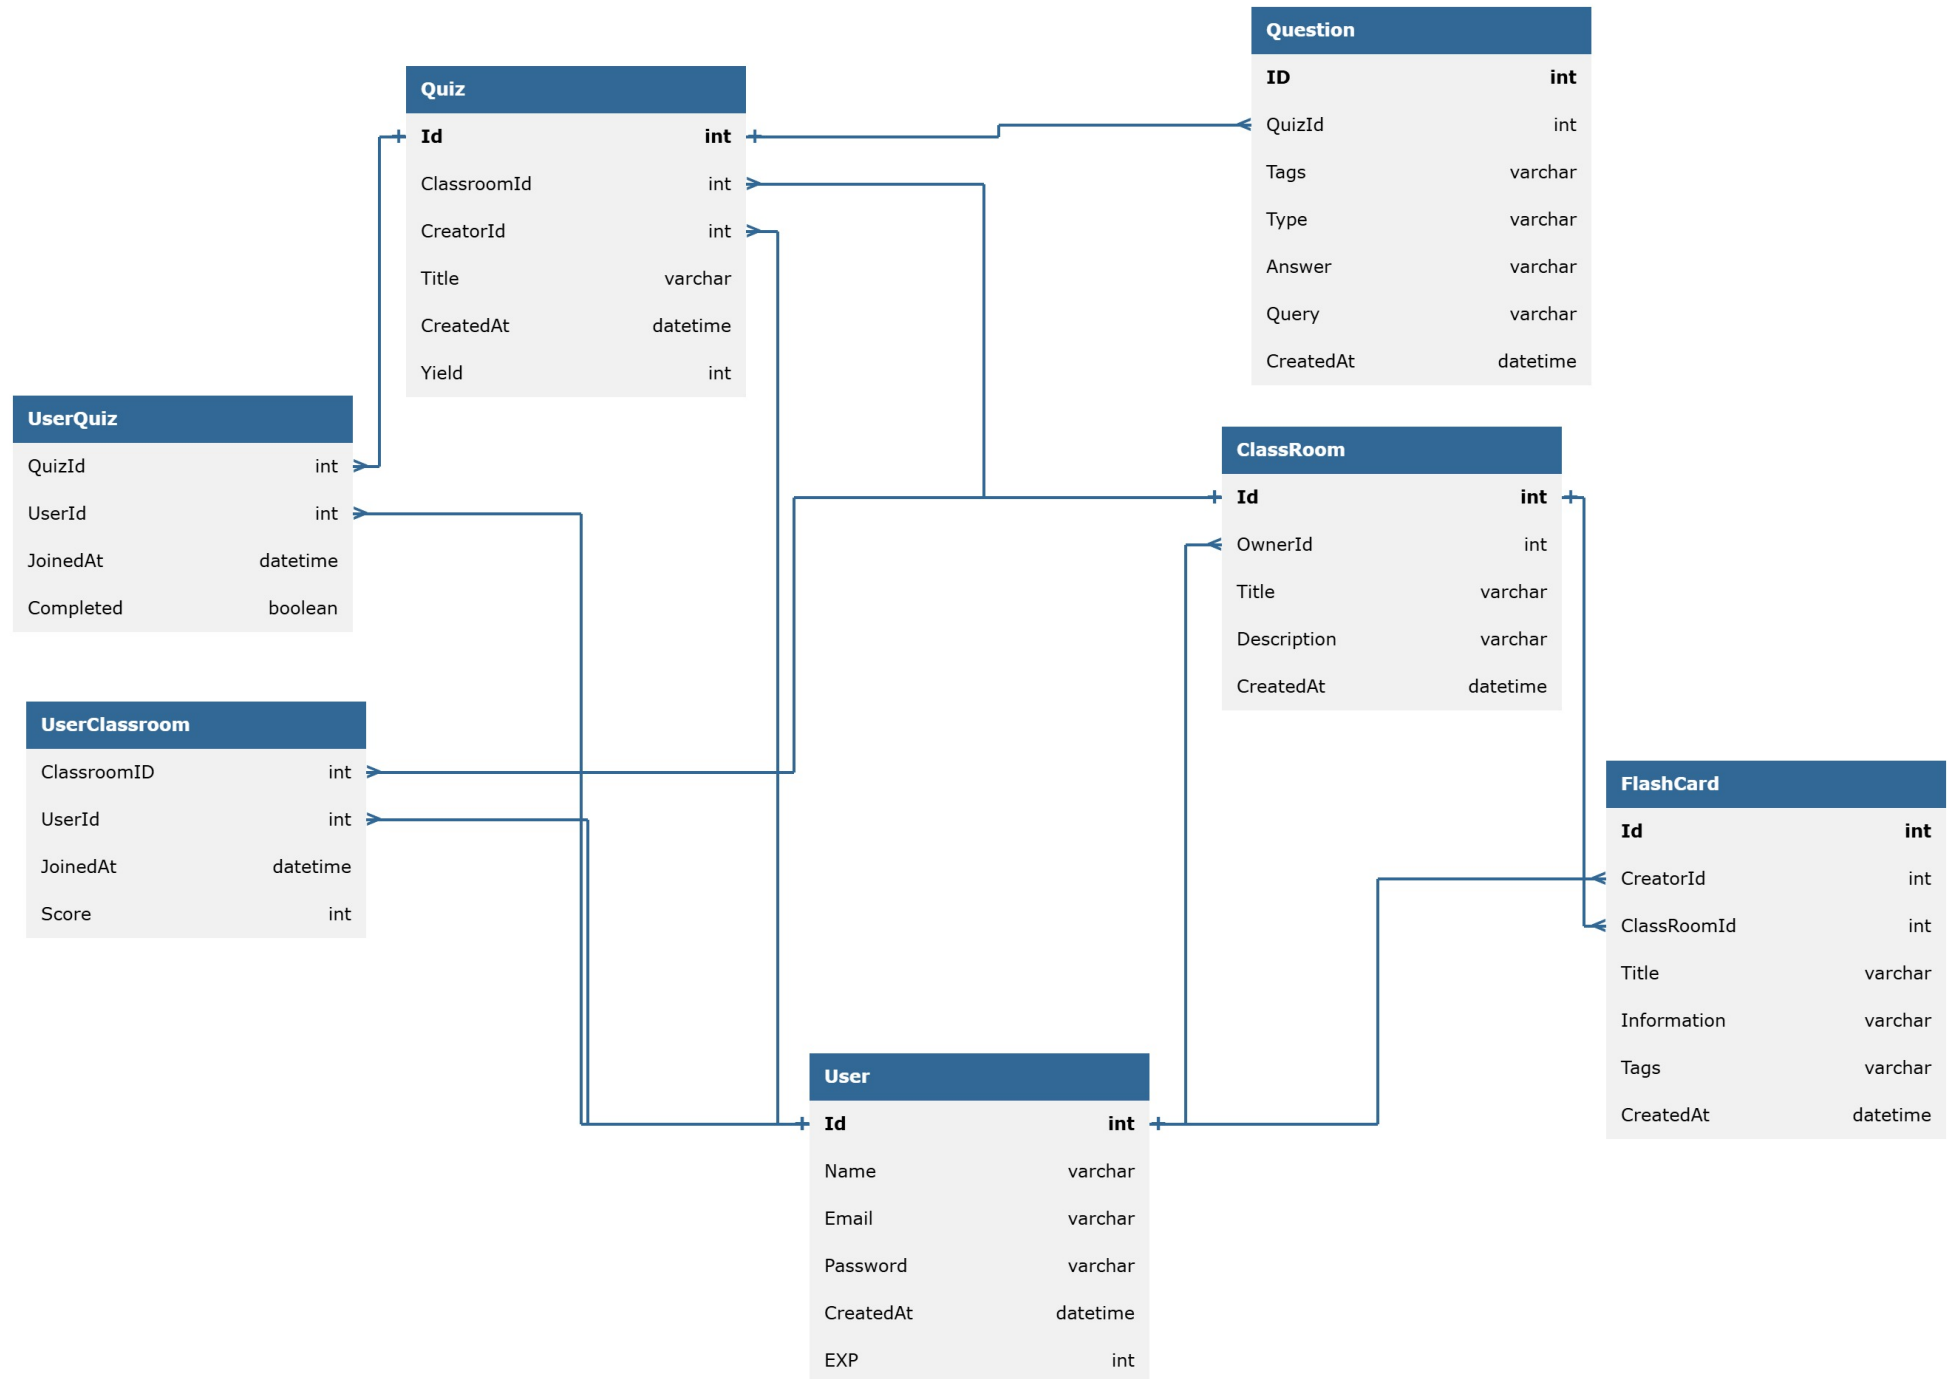 Quiz
Id int
ClassroomId int
CreatorId int
Title varchar
CreatedAt datetime
Yield int
Question
ID int
QuizId int
Tags varchar
Type varchar
Answer varchar
Query varchar
CreatedAt datetime
UserQuiz
QuizId int
UserId int
JoinedAt datetime
Completed boolean
ClassRoom
Id int
OwnerId int
Title varchar
Description varchar
CreatedAt datetime
UserClassroom
ClassroomID int
UserId int
JoinedAt datetime
Score int
FlashCard
Id int
CreatorId int
ClassRoomId int
Title varchar
Information varchar
Tags varchar
CreatedAt datetime
User
Id int
Name varchar
Email varchar
Password varchar
CreatedAt datetime
EXP int